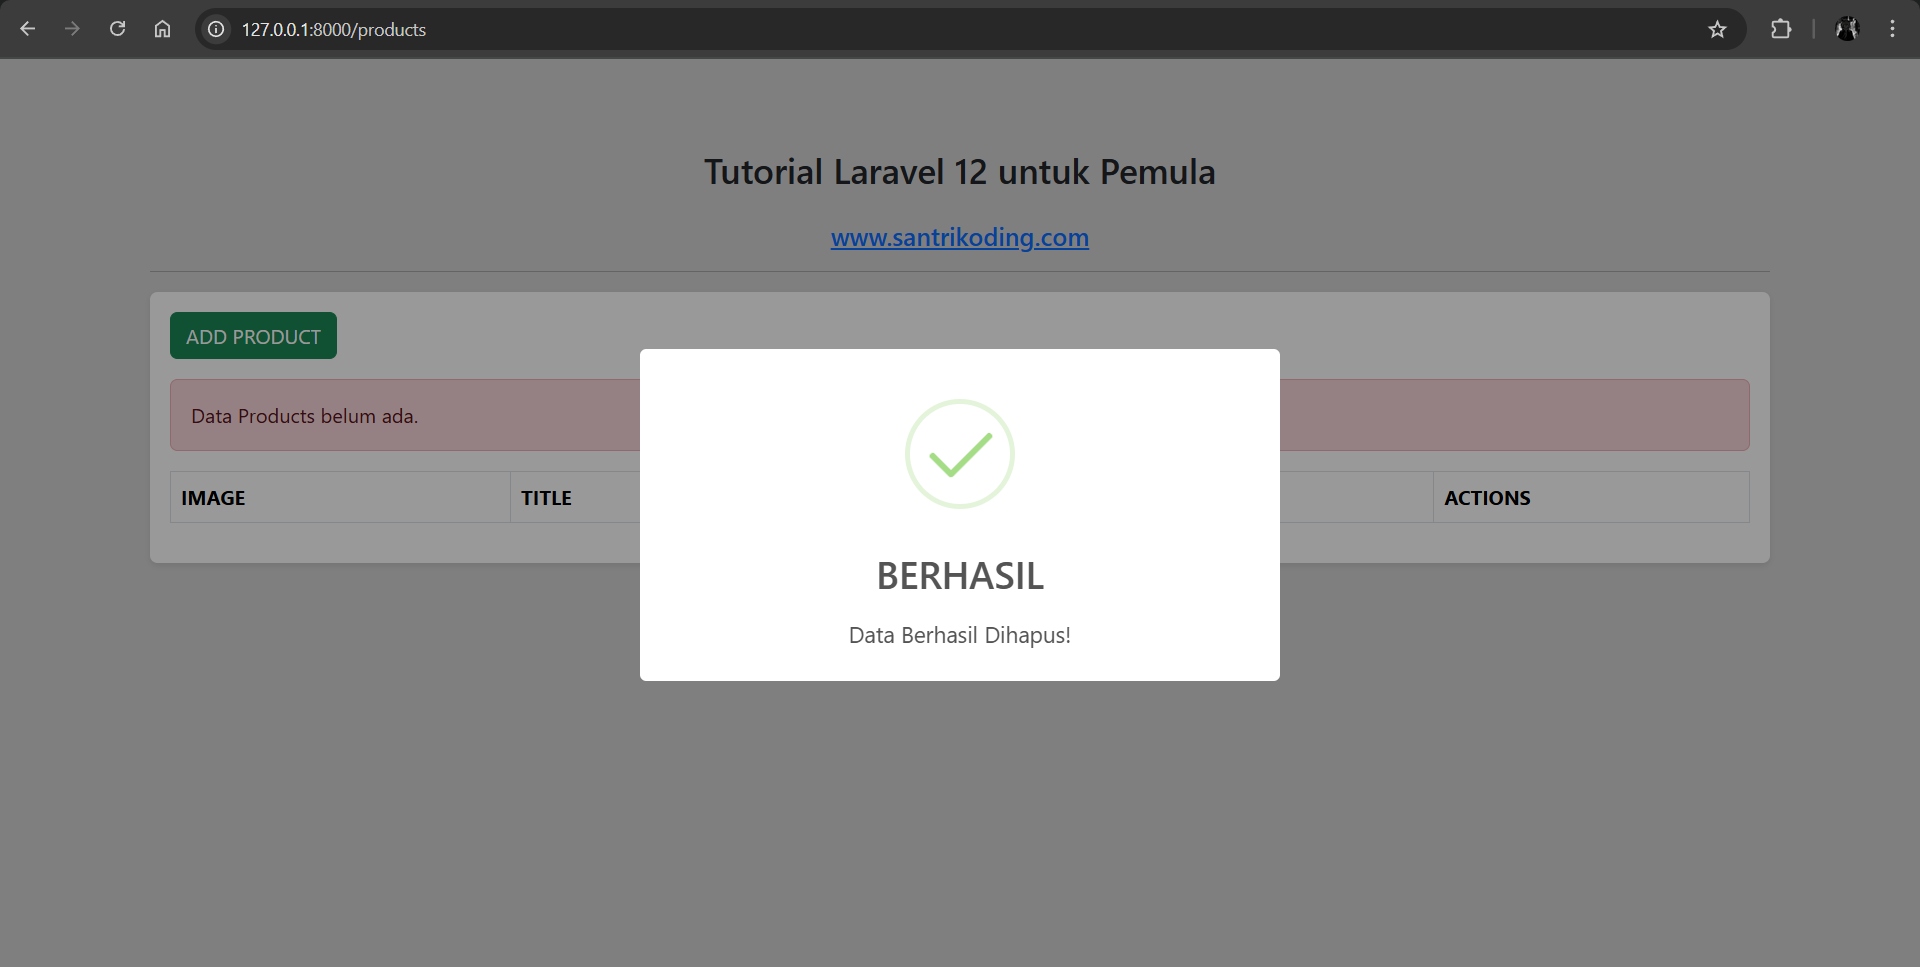 127.0.0.1:8000/products
Tutorial Laravel 12 untuk Pemula
www.santrikoding.com
ADD PRODUCT
Data Products belum ada.
IMAGE TITLE ACTIONS
BERHASIL
Data Berhasil Dihapus!